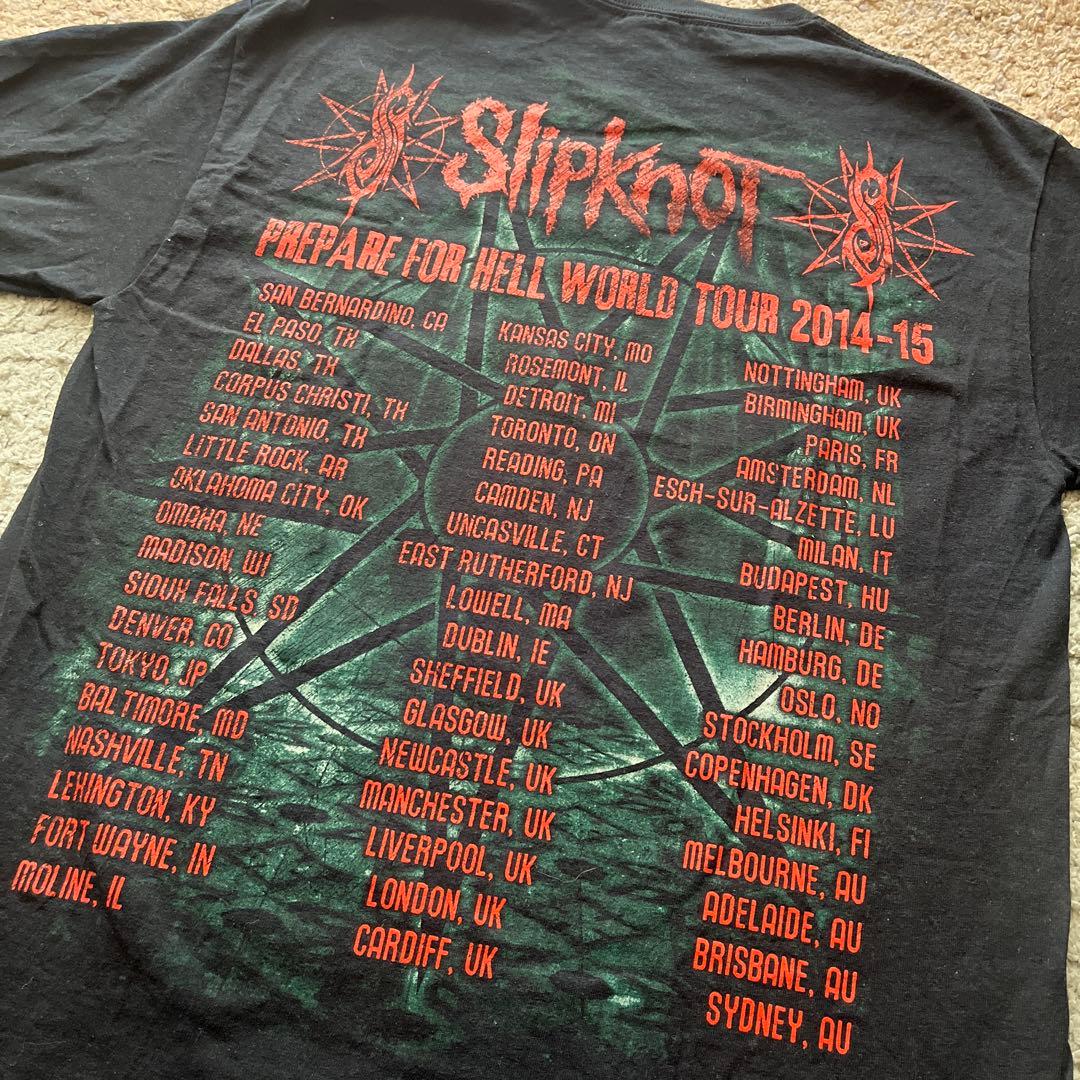 Slipknot
PREPARE FOR HELL WORLD TOUR 2014-15
SAN BERNARDINO, CA
EL PASO, TX
DALLAS, TX
CORPUS CHRISTI, TX
SAN ANTONIO, TX
LITTLE ROCK, AR
OKLAHOMA CITY, OK
OMAHA, NE
MADISON, WI
SIOUX FALLS, SD
DENVER, CO
TOKYO, JP
BALTIMORE, MD
NASHVILLE, TN
LEXINGTON, KY
FORT WAYNE, IN
MOLINE, IL
KANSAS CITY, MO
ROSEMONT, IL
DETROIT, MI
TORONTO, ON
READING, PA
CAMDEN, NJ
UNCASVILLE, CT
EAST RUTHERFORD, NJ
LOWELL, MA
DUBLIN, IE
SHEFFIELD, UK
GLASGOW, UK
NEWCASTLE, UK
MANCHESTER, UK
LIVERPOOL, UK
LONDON, UK
CARDIFF, UK
NOTTINGHAM, UK
BIRMINGHAM, UK
PARIS, FR
AMSTERDAM, NL
ESCH-SUR-ALZETTE, LU
MILAN, IT
BUDAPEST, HU
BERLIN, DE
HAMBURG, DE
OSLO, NO
STOCKHOLM, SE
COPENHAGEN, DK
HELSINKI, FI
MELBOURNE, AU
ADELAIDE, AU
BRISBANE, AU
SYDNEY, AU